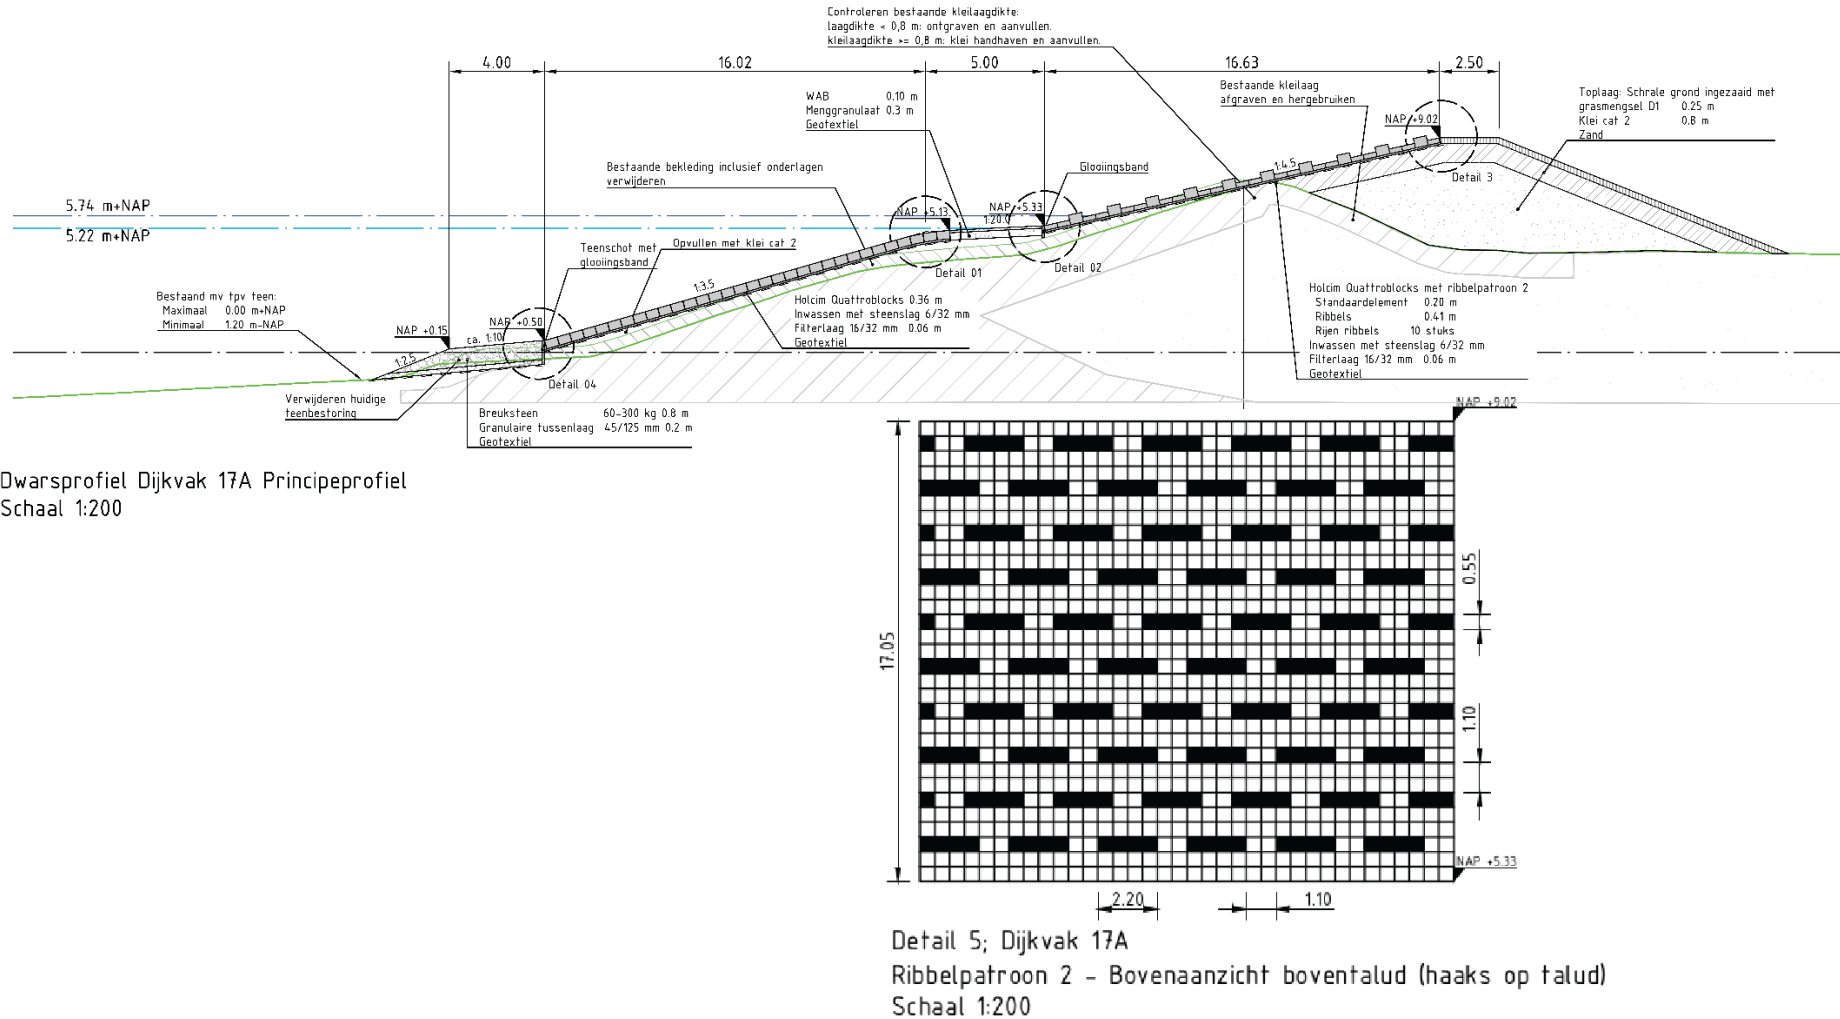 Controleren bestaande kleilaagdikte:
laagdikte < 0,8 m: ontgraven en aanvullen.
kleilaagdikte >= 0,8 m: klei handhaven en aanvullen.
4.00
16.02
5.00
16.63
2.50
WAB 0.10 m
Menggranulaat 0.3 m
Geotextiel
Bestaande kleilaag
afgraven en hergebruiken
Toplaag: Schrale grond ingezaaid met
grasmengsel D1 0.25 m
Klei cat 2 0.8 m
Zand
NAP +9.02
Bestaande bekleding inclusief onderlagen
verwijderen
Glooiingsband
1:4.5
Detail 3
5.74 m+NAP
5.22 m+NAP
NAP +5.13
NAP +5.33
1:20.0
Teenschot met
glooiingsband
Opvullen met klei cat 2
Detail 01
Detail 02
1:3.5
Bestaand mv tpv teen:
Maximaal 0.00 m+NAP
Minimaal 1.20 m-NAP
Holcim Quattroblocks 0.36 m
Inwassen met steenslag 6/32 mm
Filterlaag 16/32 mm 0.06 m
Geotextiel
Holcim Quattroblocks met ribbelpatroon 2
Standaardelement 0.20 m
Ribbels 0.41 m
Rijen ribbels 10 stuks
Inwassen met steenslag 6/32 mm
Filterlaag 16/32 mm 0.06 m
Geotextiel
NAP +0.15
NAP +0.50
ca. 1:10
1:2.5
Detail 04
Verwijderen huidige
teenbestoring
Breuksteen 60-300 kg 0.8 m
Granulaire tussenlaag 45/125 mm 0.2 m
Geotextiel
Dwarsprofiel Dijkvak 17A Principeprofiel
Schaal 1:200
NAP +9.02
17.05
0.55
1.10
NAP +5.33
2.20
1.10
Detail 5; Dijkvak 17A
Ribbelpatroon 2 - Bovenaanzicht boventalud (haaks op talud)
Schaal 1:200